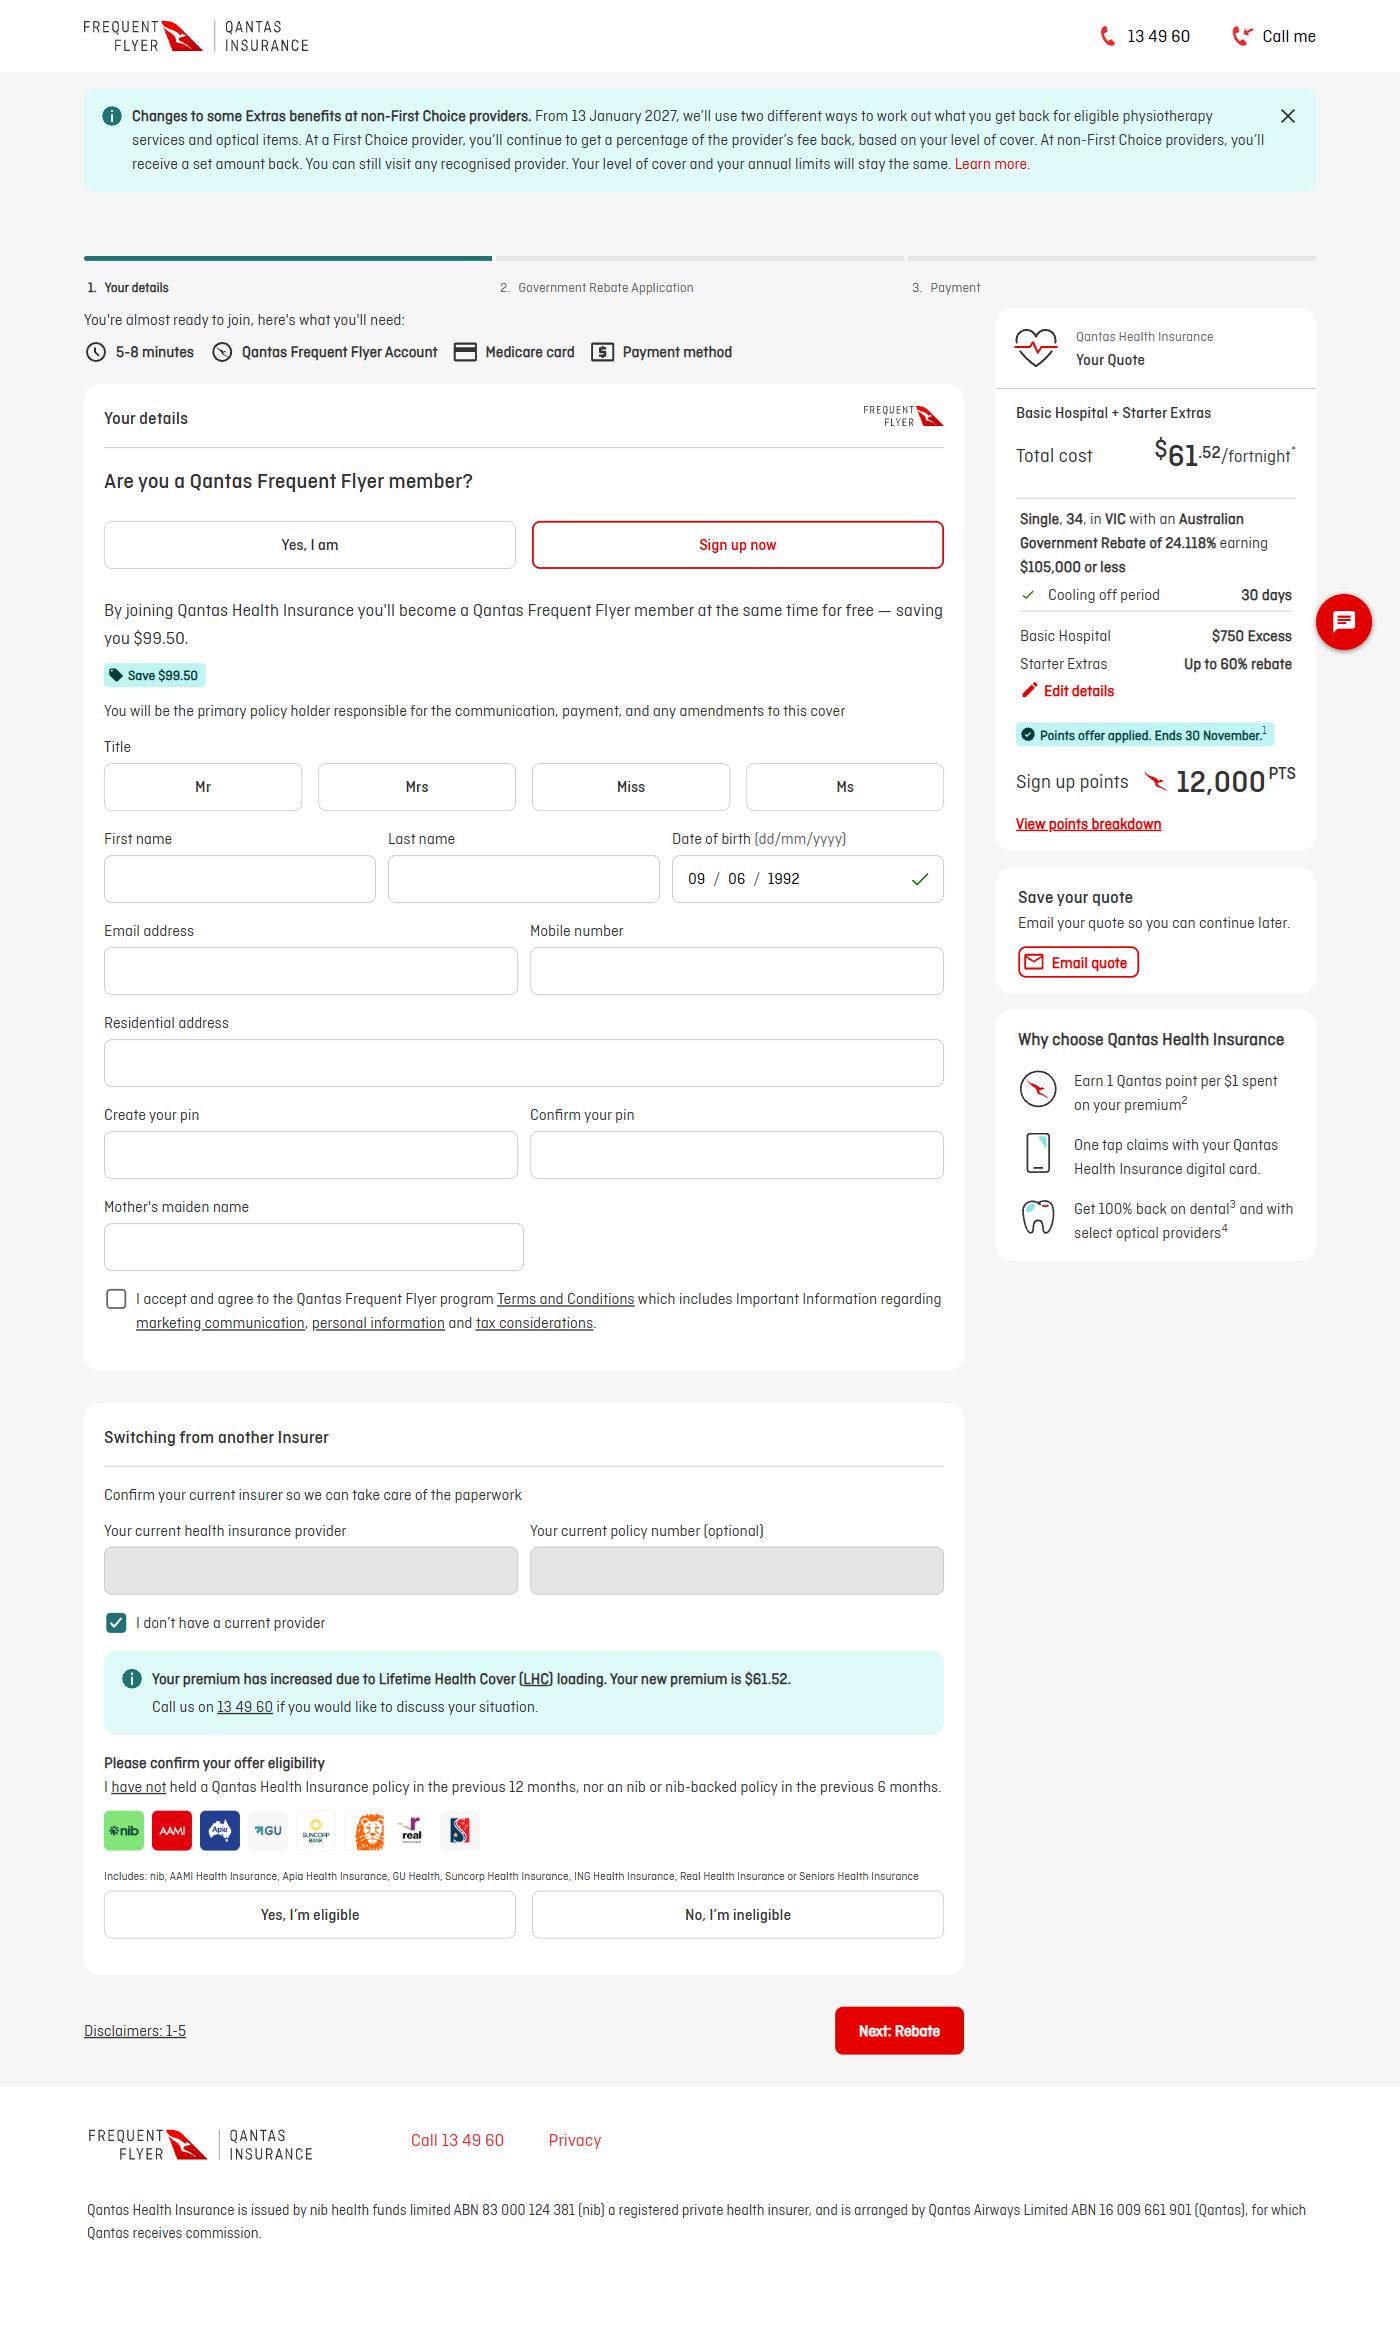 FREQUENT FLYER QANTAS INSURANCE
13 49 60 Call me
Changes to some Extras benefits at non-First Choice providers. From 13 January 2027, we'll use two different ways to work out what you get back for eligible physiotherapy
services and optical items. At a First Choice provider, you'll continue to get a percentage of the provider's fee back, based on your level of cover. At non-First Choice providers, you'll
receive a set amount back. You can still visit any recognised provider. Your level of cover and your annual limits will stay the same. Learn more.
1. Your details
2. Government Rebate Application
3. Payment
You're almost ready to join, here's what you'll need:
5-8 minutes Qantas Frequent Flyer Account Medicare card Payment method
Your details
FREQUENT FLYER
Are you a Qantas Frequent Flyer member?
Yes, I am
Sign up now
By joining Qantas Health Insurance you'll become a Qantas Frequent Flyer member at the same time for free — saving
you $99.50.
Save $99.50
You will be the primary policy holder responsible for the communication, payment, and any amendments to this cover
Title
Mr Mrs Miss Ms
First name Last name Date of birth (dd/mm/yyyy)
09 / 06 / 1992
Email address Mobile number
Residential address
Create your pin Confirm your pin
Mother's maiden name
I accept and agree to the Qantas Frequent Flyer program Terms and Conditions which includes Important Information regarding
marketing communication, personal information and tax considerations.
Switching from another Insurer
Confirm your current insurer so we can take care of the paperwork
Your current health insurance provider Your current policy number (optional)
I don't have a current provider
Your premium has increased due to Lifetime Health Cover (LHC) loading. Your new premium is $61.52.
Call us on 13 49 60 if you would like to discuss your situation.
Please confirm your offer eligibility
I have not held a Qantas Health Insurance policy in the previous 12 months, nor an nib or nib-backed policy in the previous 6 months.
nib AAMI Apia GU SUNCORP BANK real
Includes: nib, AAMI Health Insurance, Apia Health Insurance, GU Health, Suncorp Health Insurance, ING Health Insurance, Real Health Insurance or Seniors Health Insurance
Yes, I'm eligible
No, I'm ineligible
Disclaimers: 1-5
Next: Rebate
Qantas Health Insurance
Your Quote
Basic Hospital + Starter Extras
Total cost $61.52/fortnight*
Single, 34, in VIC with an Australian
Government Rebate of 24.118% earning
$105,000 or less
Cooling off period 30 days
Basic Hospital $750 Excess
Starter Extras Up to 60% rebate
Edit details
Points offer applied. Ends 30 November.1
Sign up points 12,000 PTS
View points breakdown
Save your quote
Email your quote so you can continue later.
Email quote
Why choose Qantas Health Insurance
Earn 1 Qantas point per $1 spent
on your premium2
One tap claims with your Qantas
Health Insurance digital card.
Get 100% back on dental3 and with
select optical providers4
FREQUENT FLYER QANTAS INSURANCE
Call 13 49 60 Privacy
Qantas Health Insurance is issued by nib health funds limited ABN 83 000 124 381 (nib) a registered private health insurer, and is arranged by Qantas Airways Limited ABN 16 009 661 901 (Qantas), for which
Qantas receives commission.